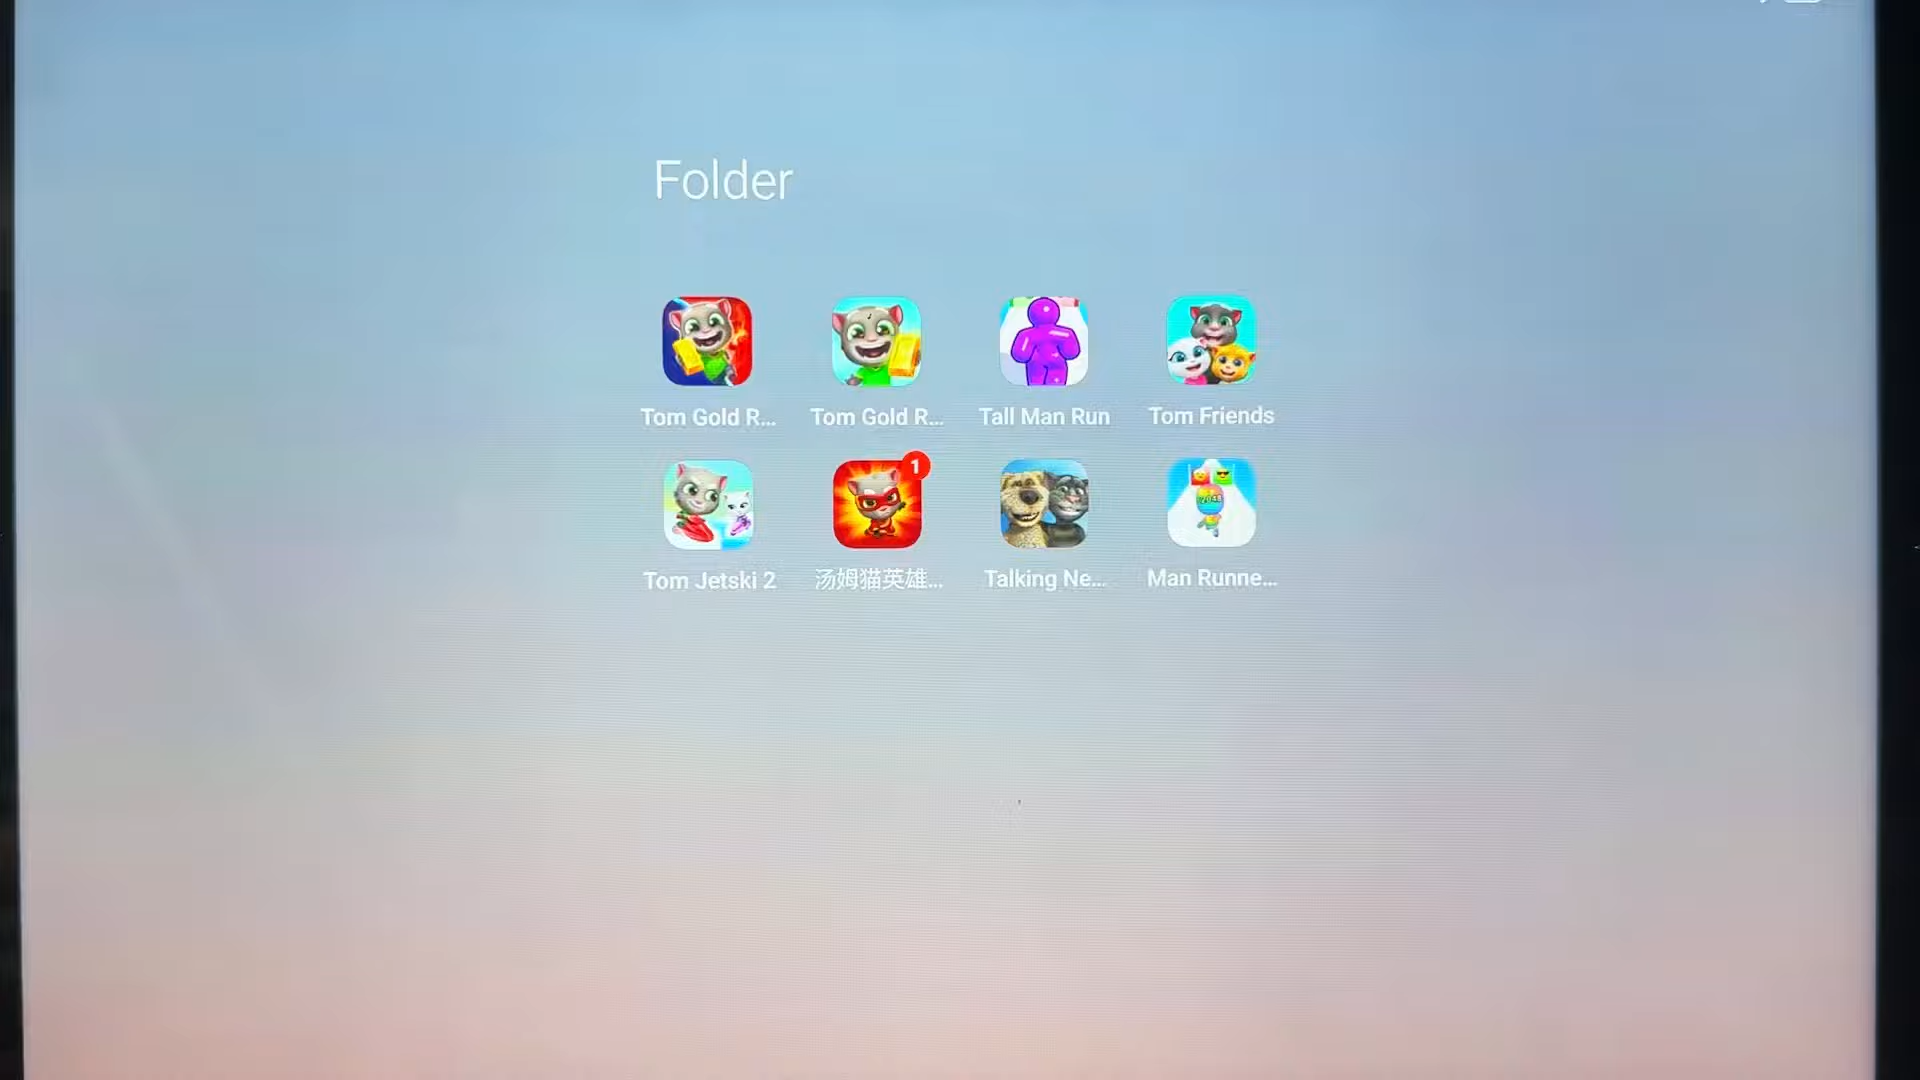 Folder
Tom Gold R... Tom Gold R... Tall Man Run Tom Friends
1
2048
Tom Jetski 2 汤姆猫英雄... Talking Ne... Man Runne...